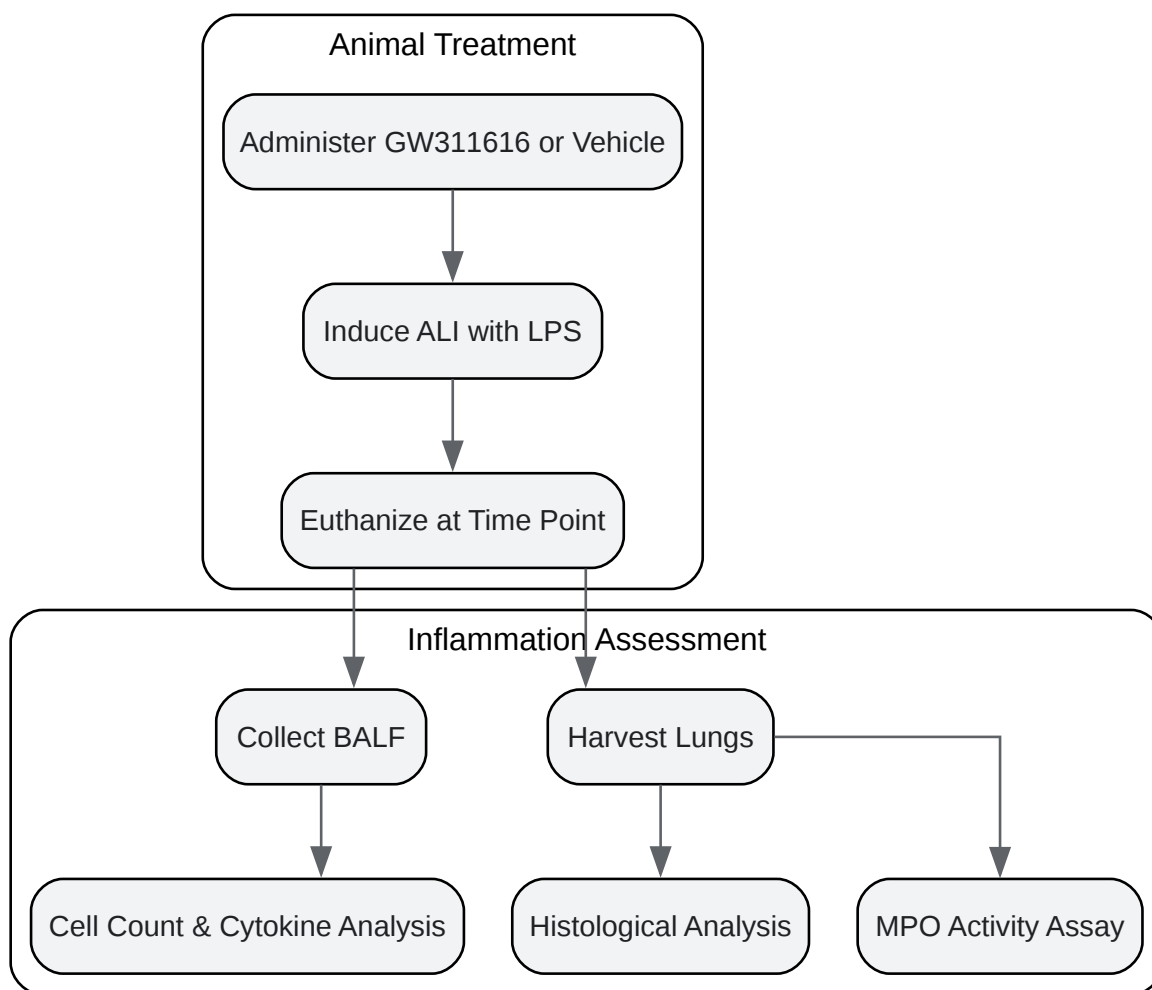 Animal Treatment
Administer GW311616 or Vehicle
Induce ALI with LPS
Euthanize at Time Point
Inflammation Assessment
Collect BALF
Harvest Lungs
Cell Count & Cytokine Analysis
Histological Analysis
MPO Activity Assay